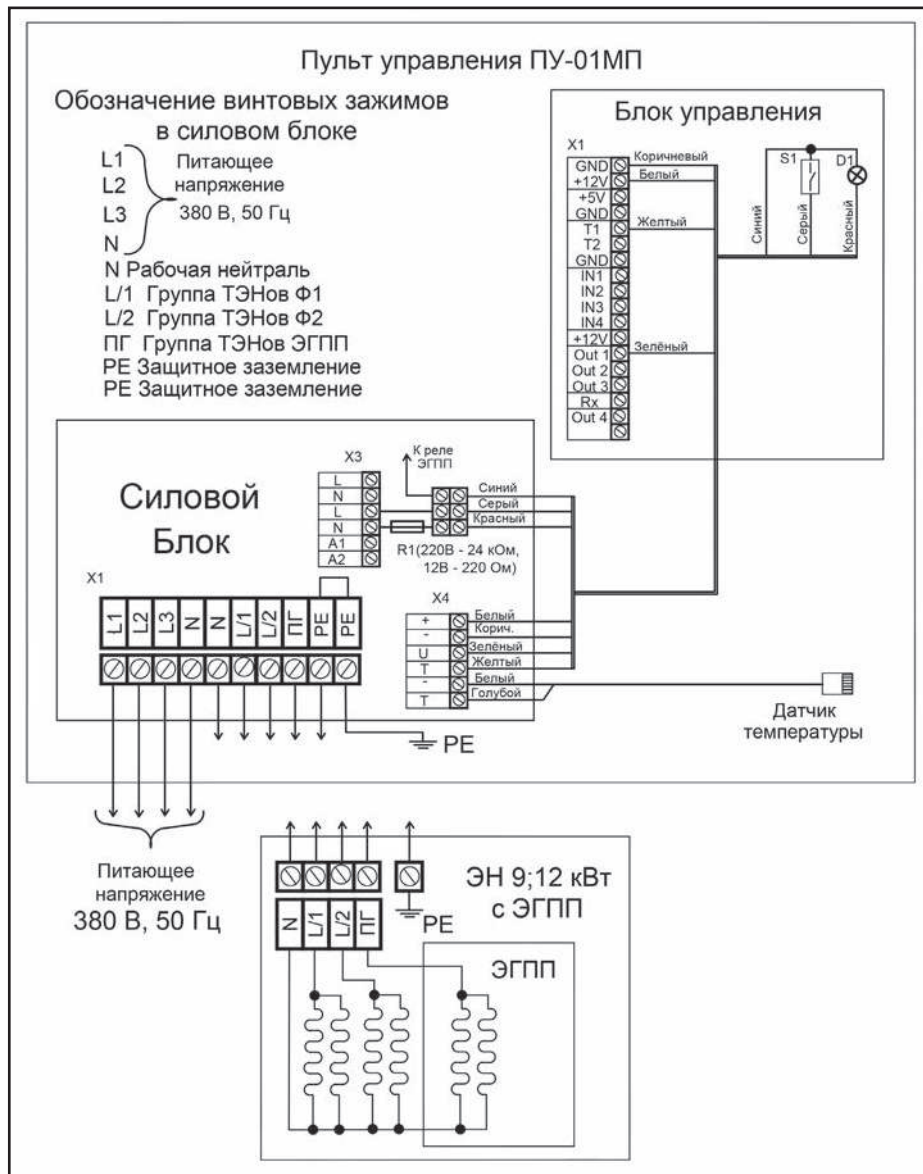 Пульт управления ПУ-01МП
Обозначение винтовых зажимов
в силовом блоке
L1
L2
L3
N
Питающее
напряжение
380 В, 50 Гц
N Рабочая нейтраль
L/1 Группа ТЭНов Ф1
L/2 Группа ТЭНов Ф2
ПГ Группа ТЭНов ЭГПП
PE Защитное заземление
PE Защитное заземление
Блок управления
X1
GND
+12V
+5V
GND
T1
T2
GND
IN1
IN2
IN3
IN4
+12V
Out 1
Out 2
Out 3
Rx
Out 4
Коричневый
Белый
Желтый
Зелёный
S1
D1
Синий
Серый
Красный
Силовой
Блок
X3
L
N
L
N
A1
A2
К реле
ЭГПП
Синий
Серый
Красный
R1(220В - 24 кОм,
12В - 220 Ом)
X1
L1
L2
L3
N
N
L/1
L/2
ПГ
PE
PE
X4
+
-
U
T
-
T
Белый
Корич.
Зелёный
Желтый
Белый
Голубой
Датчик
температуры
PE
Питающее
напряжение
380 В, 50 Гц
ЭН 9;12 кВт
с ЭГПП
N
L/1
L/2
ПГ
PE
ЭГПП